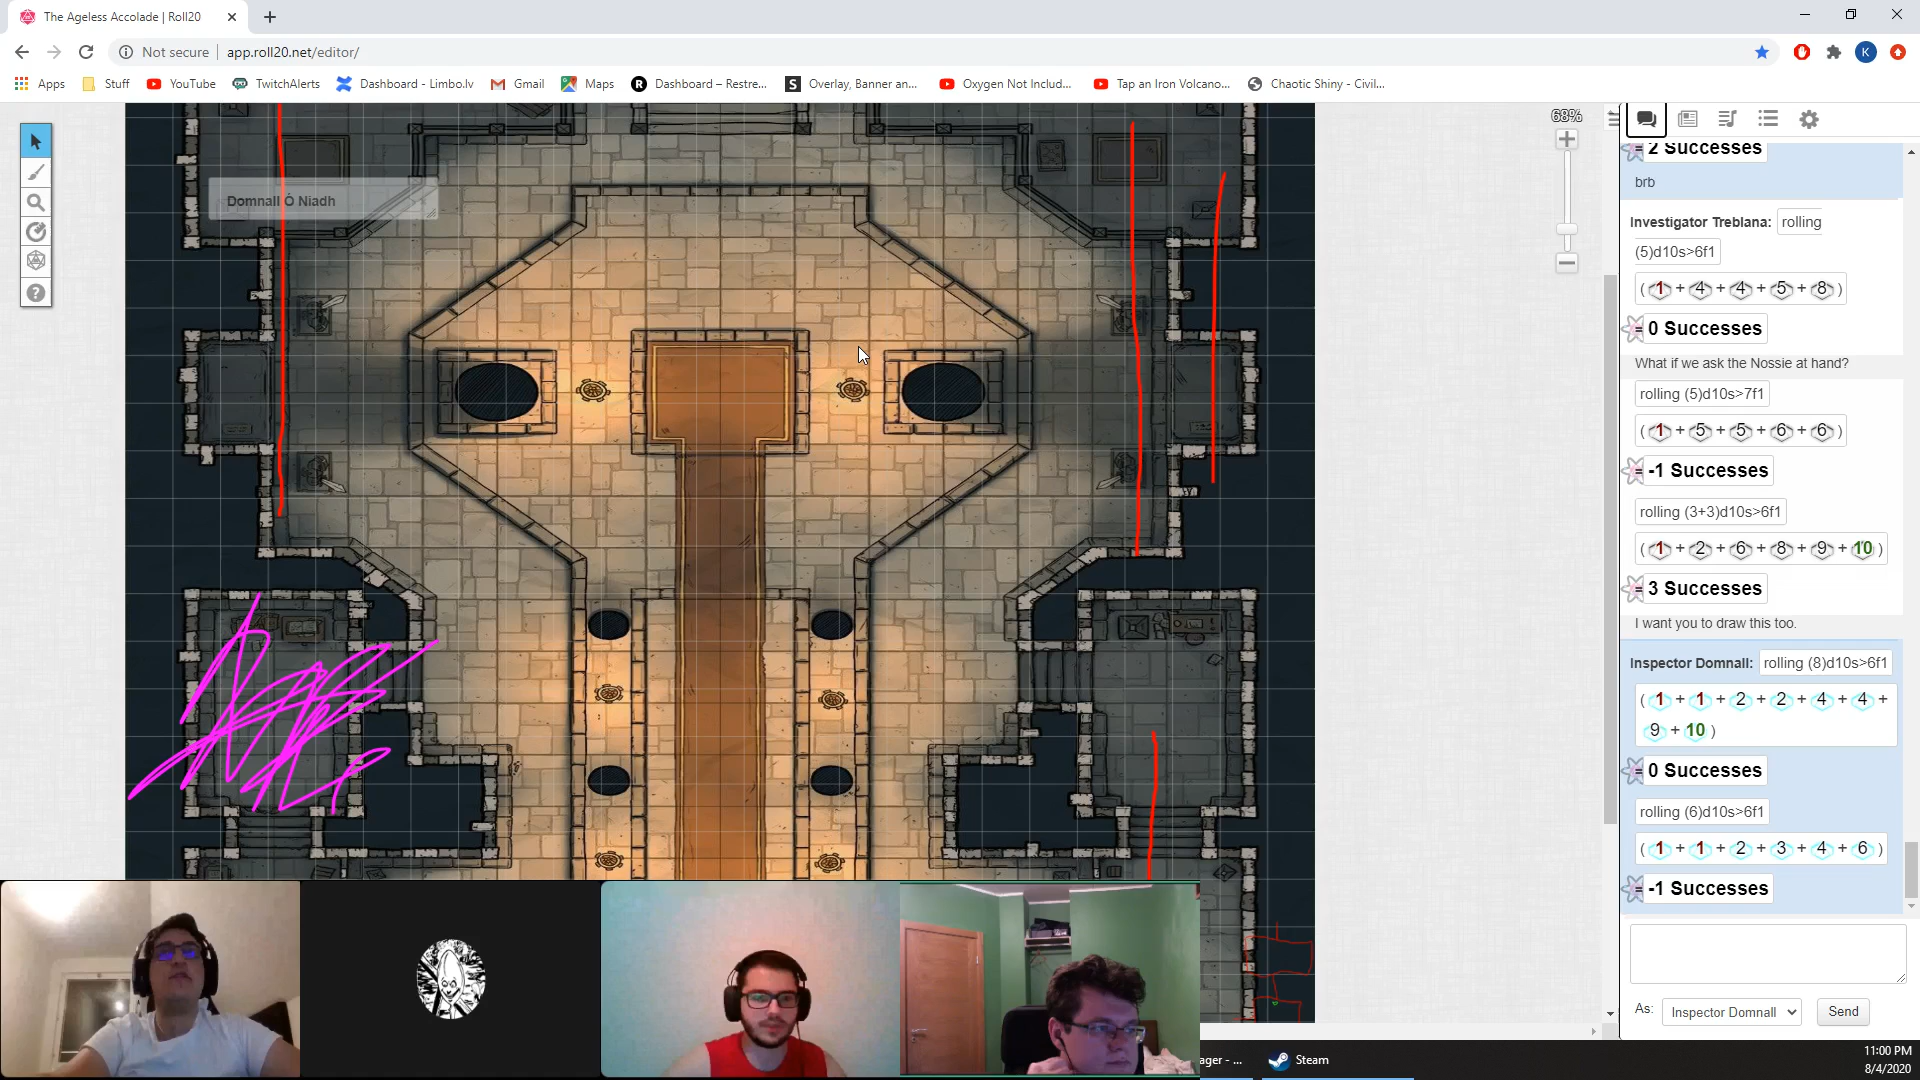 The Ageless Accolade | Roll20
Not secure
app.roll20.net/editor/
K
Apps
Stuff
YouTube
TwitchAlerts
Dashboard - Limbo.lv
Gmail
Maps
Dashboard – Restre...
Overlay, Banner an...
Oxygen Not Includ...
Tap an Iron Volcano...
Chaotic Shiny - Civil...
68%
Domnall Ó Niadh
= 2 Successes
brb
Investigator Treblana: rolling
(5)d10s>6f1
(1+4+4+5+8)
= 0 Successes
What if we ask the Nossie at hand?
rolling (5)d10s>7f1
(1+5+5+6+6)
= -1 Successes
rolling (3+3)d10s>6f1
(1+2+6+8+9+10)
= 3 Successes
I want you to draw this too.
Inspector Domnall: rolling (8)d10s>6f1
(1+1+2+2+4+4+
9+10)
= 0 Successes
rolling (6)d10s>6f1
(1+1+2+3+4+6)
= -1 Successes
As: Inspector Domnall Send
ager - ...
Steam
11:00 PM
8/4/2020